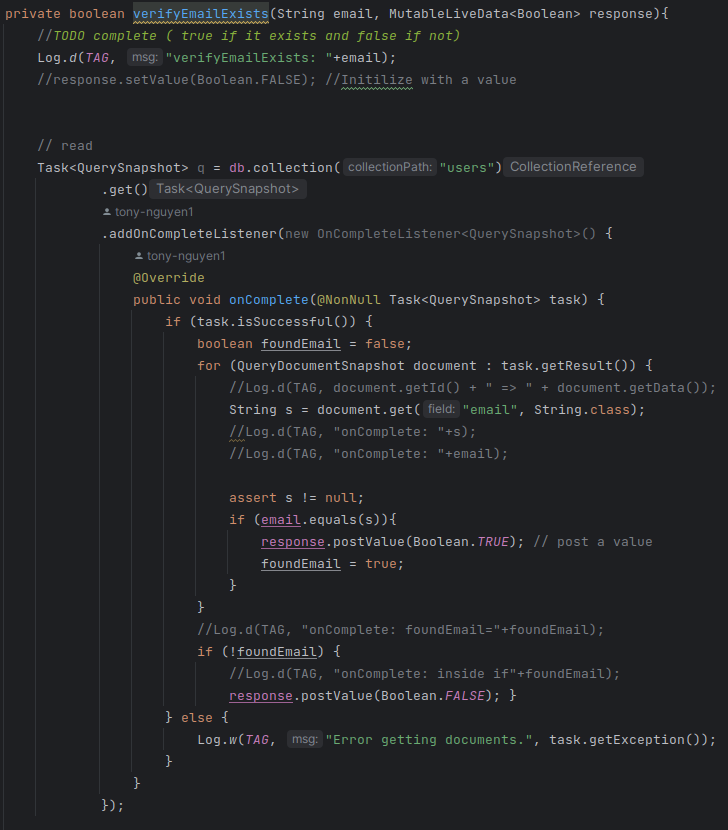 private boolean verifyEmailExists(String email, MutableLiveData<Boolean> response){
//TODO complete ( true if it exists and false if not)
Log.d(TAG, msg: "verifyEmailExists: "+email);
//response.setValue(Boolean.FALSE); //Initilize with a value
// read
Task<QuerySnapshot> q = db.collection( collectionPath: "users") CollectionReference
.get() Task<QuerySnapshot>
tony-nguyen1
.addOnCompleteListener(new OnCompleteListener<QuerySnapshot>() {
tony-nguyen1
@Override
public void onComplete(@NonNull Task<QuerySnapshot> task) {
if (task.isSuccessful()) {
boolean foundEmail = false;
for (QueryDocumentSnapshot document : task.getResult()) {
//Log.d(TAG, document.getId() + " => " + document.getData());
String s = document.get( field: "email", String.class);
//Log.d(TAG, "onComplete: "+s);
//Log.d(TAG, "onComplete: "+email);
assert s != null;
if (email.equals(s)){
response.postValue(Boolean.TRUE); // post a value
foundEmail = true;
}
}
//Log.d(TAG, "onComplete: foundEmail="+foundEmail);
if (!foundEmail) {
//Log.d(TAG, "onComplete: inside if"+foundEmail);
response.postValue(Boolean.FALSE); }
} else {
Log.w(TAG, msg: "Error getting documents.", task.getException());
}
}
});